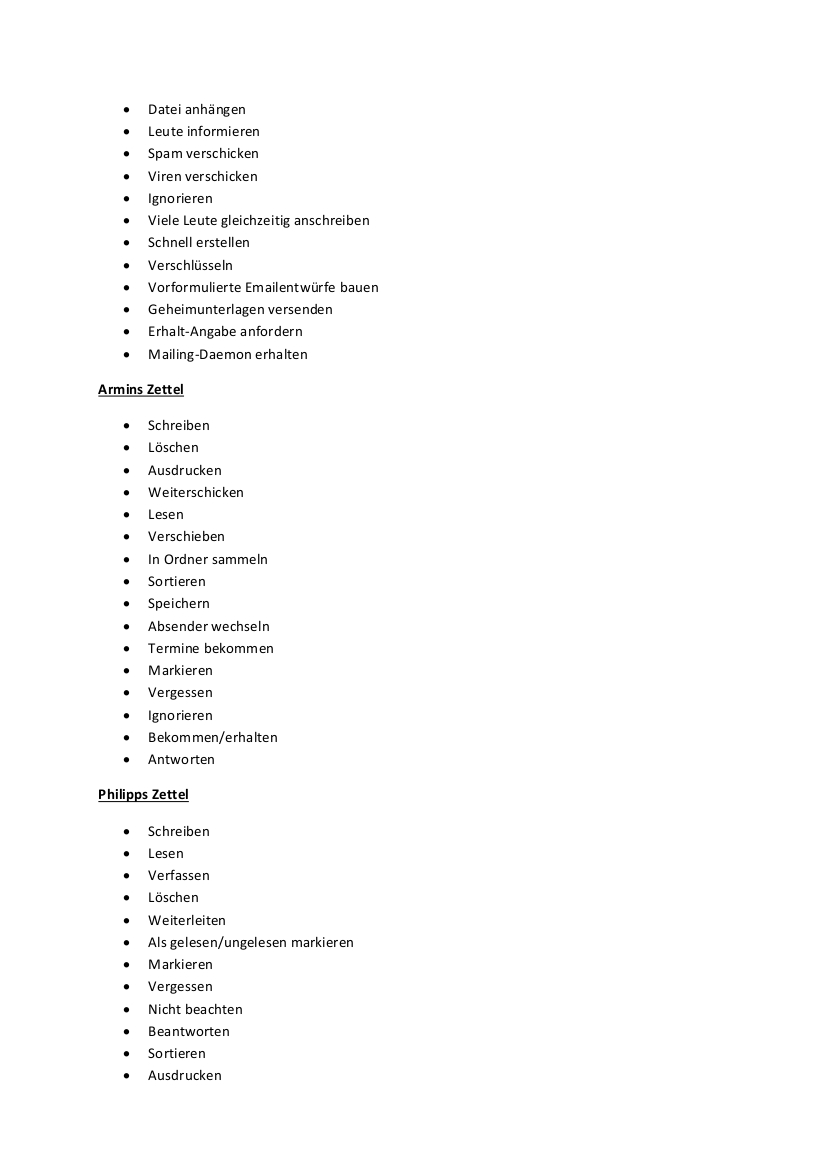 • Datei anhängen
• Leute informieren
• Spam verschicken
• Viren verschicken
• Ignorieren
• Viele Leute gleichzeitig anschreiben
• Schnell erstellen
• Verschlüsseln
• Vorformulierte Emailentwürfe bauen
• Geheimunterlagen versenden
• Erhalt-Angabe anfordern
• Mailing-Daemon erhalten
Armins Zettel
• Schreiben
• Löschen
• Ausdrucken
• Weiterschicken
• Lesen
• Verschieben
• In Ordner sammeln
• Sortieren
• Speichern
• Absender wechseln
• Termine bekommen
• Markieren
• Vergessen
• Ignorieren
• Bekommen/erhalten
• Antworten
Philipps Zettel
• Schreiben
• Lesen
• Verfassen
• Löschen
• Weiterleiten
• Als gelesen/ungelesen markieren
• Markieren
• Vergessen
• Nicht beachten
• Beantworten
• Sortieren
• Ausdrucken